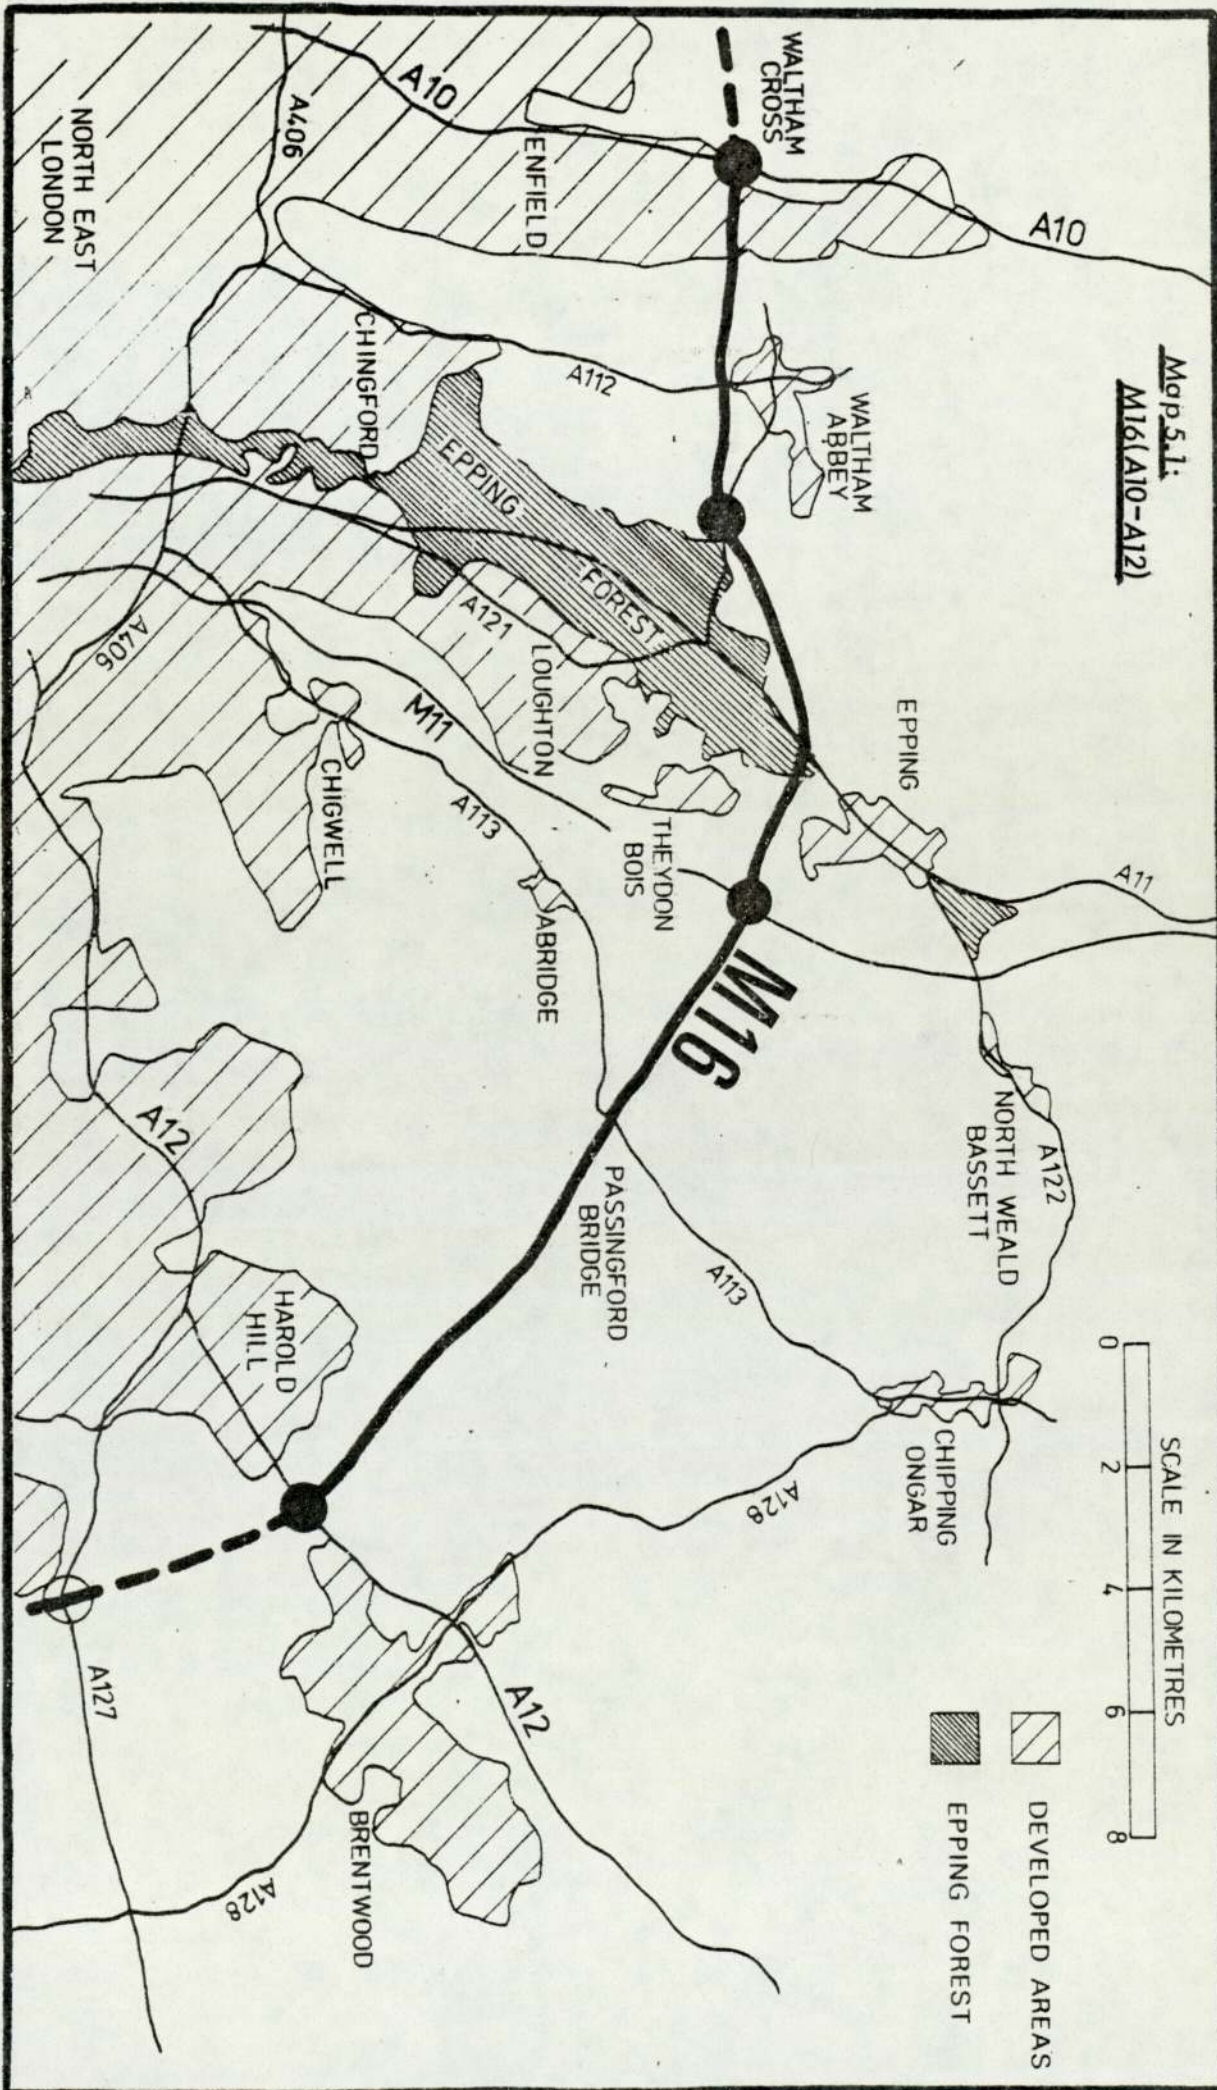 Map 5.1:
M16 (A10-A12)
SCALE IN KILOMETRES
0 2 4 6 8
DEVELOPED AREAS
EPPING FOREST
WALTHAM
CROSS
A10
A10
ENFIELD
A406
NORTH EAST
LONDON
WALTHAM
ABBEY
A112
CHINGFORD
EPPING
FOREST
A121
LOUGHTON
A406
M11
CHIGWELL
A113
ABRIDGE
THEYDON
BOIS
EPPING
A11
M16
NORTH WEALD
BASSETT
A122
PASSINGFORD
BRIDGE
A113
CHIPPING
ONGAR
A128
A12
HAROLD
HILL
A12
A127
BRENTWOOD
A128